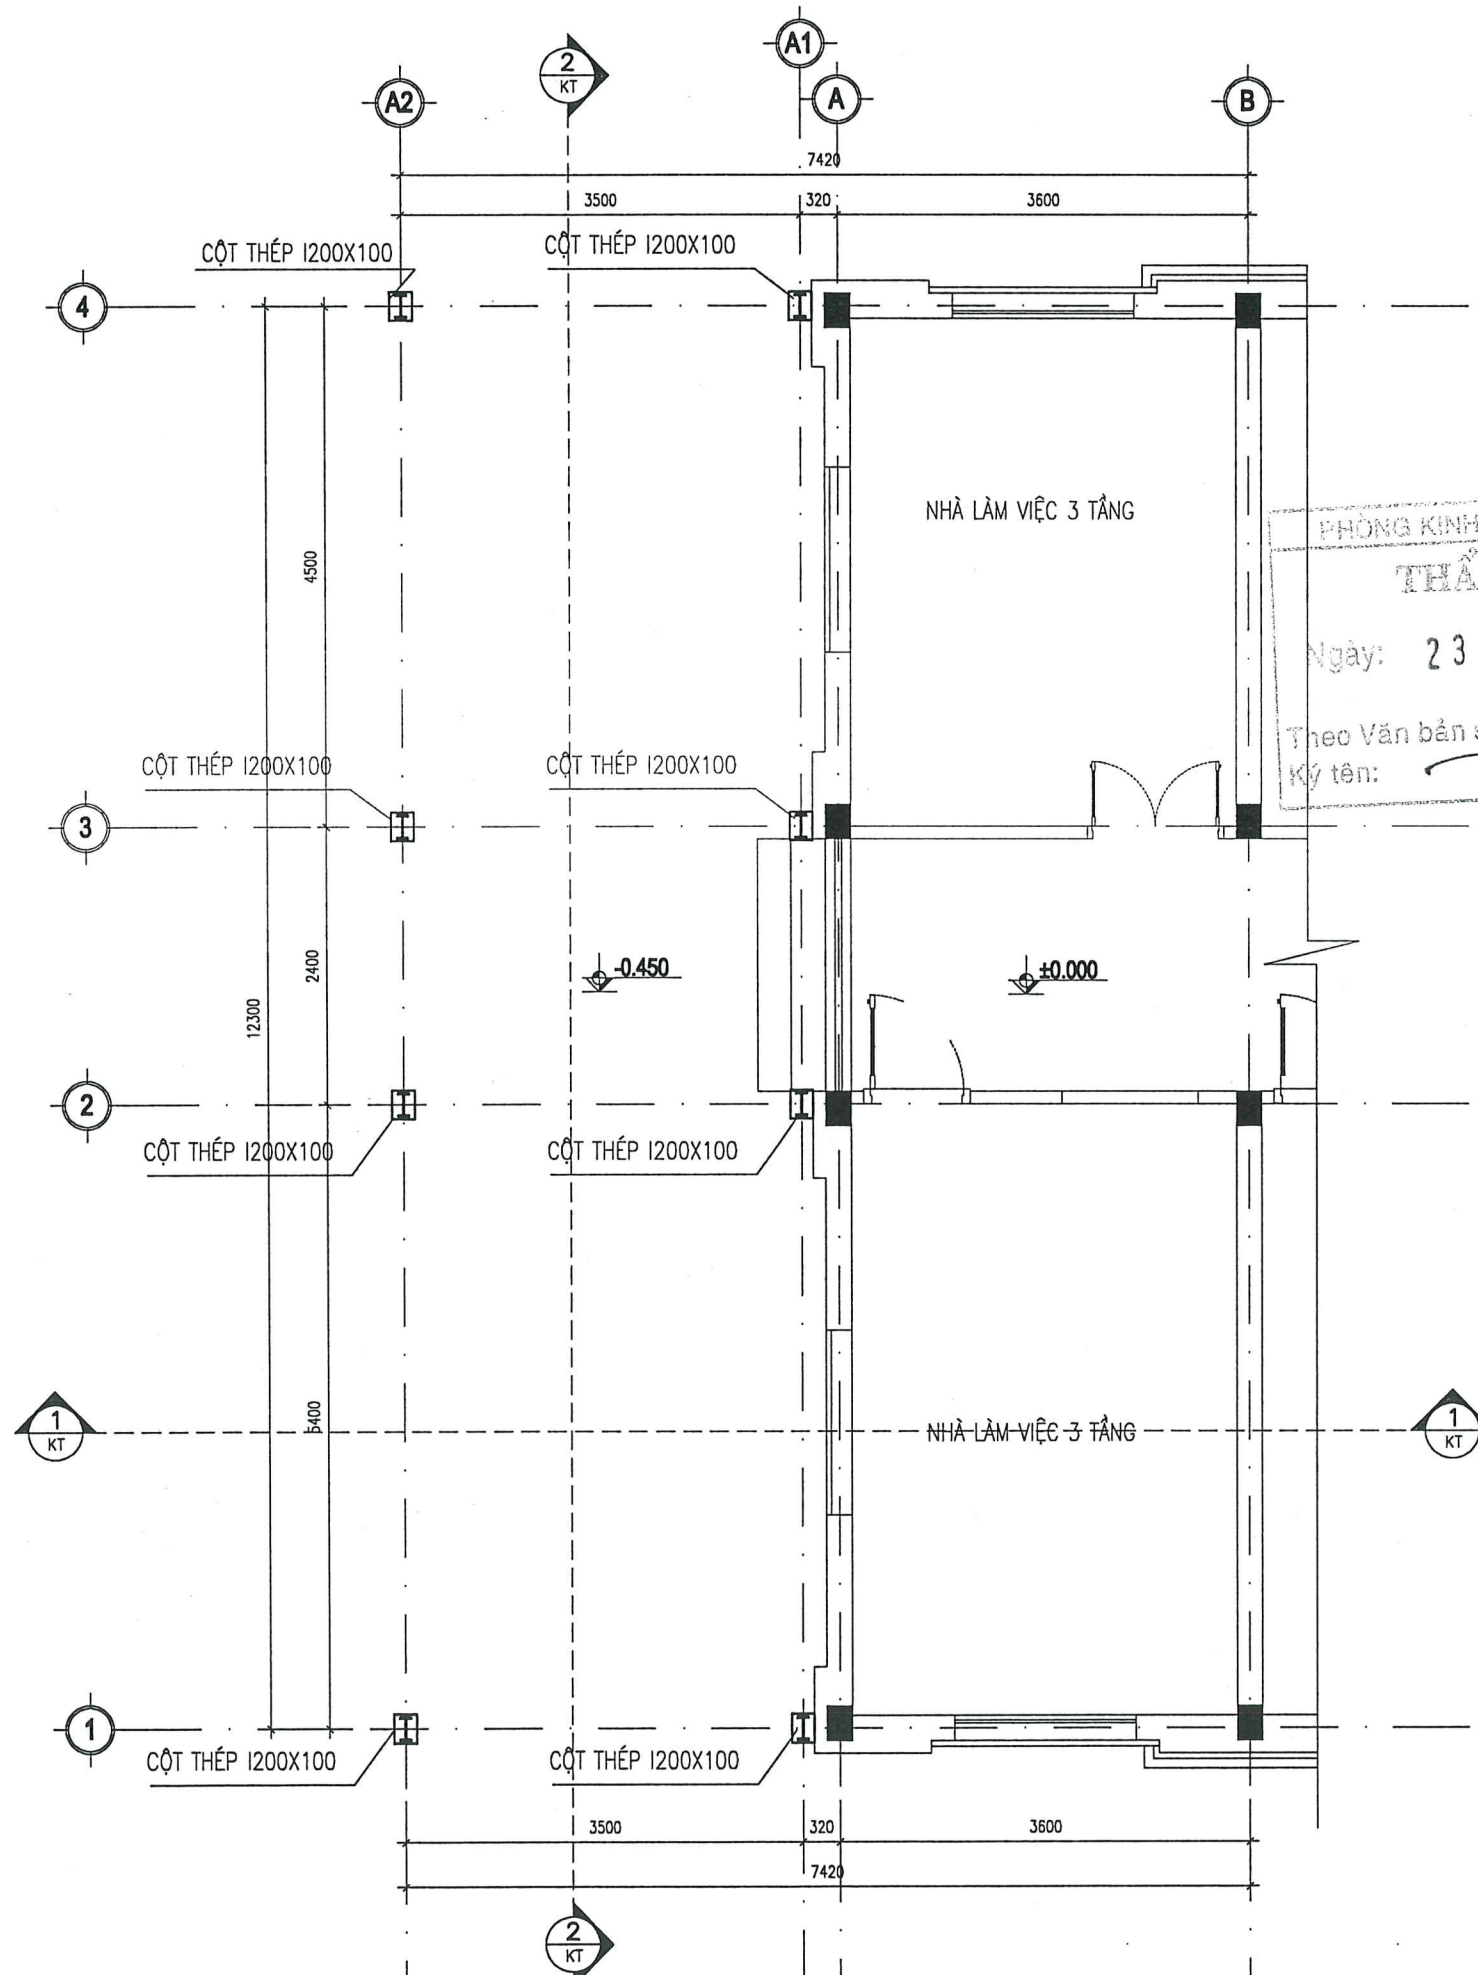 A1
2
KT
A2
A
B
7420
3500
320
3600
CỘT THÉP I200X100
CỘT THÉP I200X100
4
NHÀ LÀM VIỆC 3 TẦNG
PHÒNG KINH
THẨ
4500
Ngày: 23
Theo Văn bản s
Ký tên:
CỘT THÉP I200X100
CỘT THÉP I200X100
3
-0.450
±0.000
2400
12300
2
CỘT THÉP I200X100
CỘT THÉP I200X100
5400
1
KT
NHÀ LÀM VIỆC 3 TẦNG
1
KT
1
CỘT THÉP I200X100
CỘT THÉP I200X100
3500
320
3600
7420
2
KT